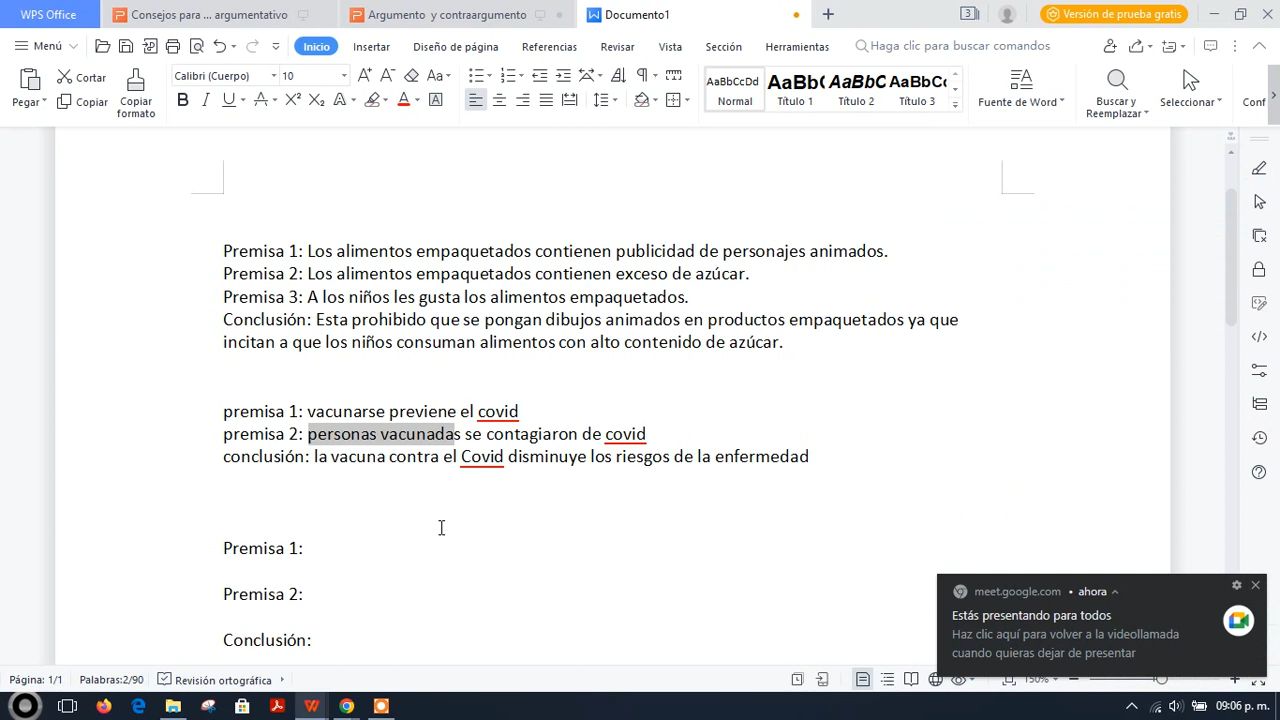 WPS Office
Consejos para ... argumentativo
Argumento y contraargumento
Documento1
Versión de prueba gratis
Menú
Inicio
Insertar
Diseño de página
Referencias
Revisar
Vista
Sección
Herramientas
Haga clic para buscar comandos
Pegar
Cortar
Copiar
Copiar formato
Calibri (Cuerpo)
10
AaBbCcDd
Normal
AaBb(
Título 1
AaBbC
Título 2
AaBbCc
Título 3
Fuente de Word
Buscar y Reemplazar
Seleccionar
Conf
Premisa 1: Los alimentos empaquetados contienen publicidad de personajes animados.
Premisa 2: Los alimentos empaquetados contienen exceso de azúcar.
Premisa 3: A los niños les gusta los alimentos empaquetados.
Conclusión: Esta prohibido que se pongan dibujos animados en productos empaquetados ya que
incitan a que los niños consuman alimentos con alto contenido de azúcar.
premisa 1: vacunarse previene el covid
premisa 2: personas vacunadas se contagiaron de covid
conclusión: la vacuna contra el Covid disminuye los riesgos de la enfermedad
Premisa 1:
Premisa 2:
Conclusión:
meet.google.com • ahora
Estás presentando para todos
Haz clic aquí para volver a la videollamada
cuando quieras dejar de presentar
Página: 1/1
Palabras:2/90
Revisión ortográfica
150%
09:06 p. m.